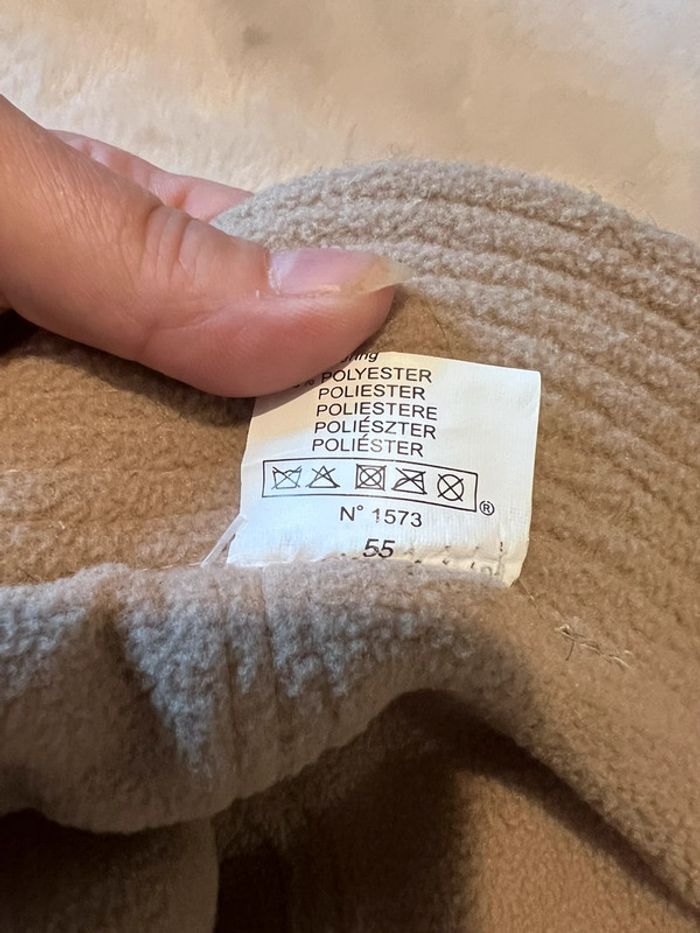 % POLYESTER
POLIESTER
POLIESTERE
POLIÉSZTER
POLIÉSTER
®
N° 1573
55